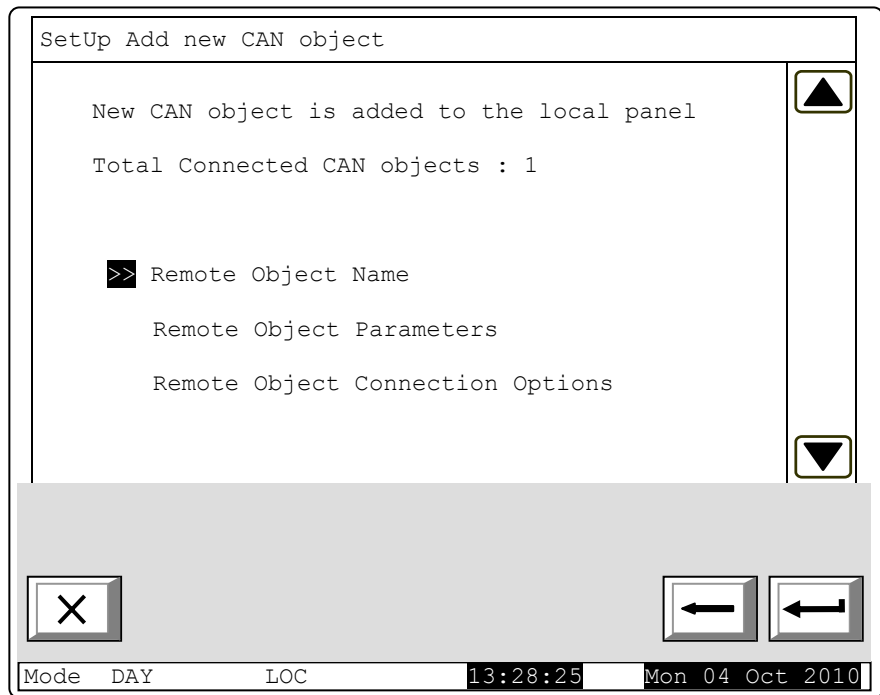 SetUp Add new CAN object
New CAN object is added to the local panel
Total Connected CAN objects : 1
>> Remote Object Name
Remote Object Parameters
Remote Object Connection Options
Mode DAY LOC 13:28:25 Mon 04 Oct 2010